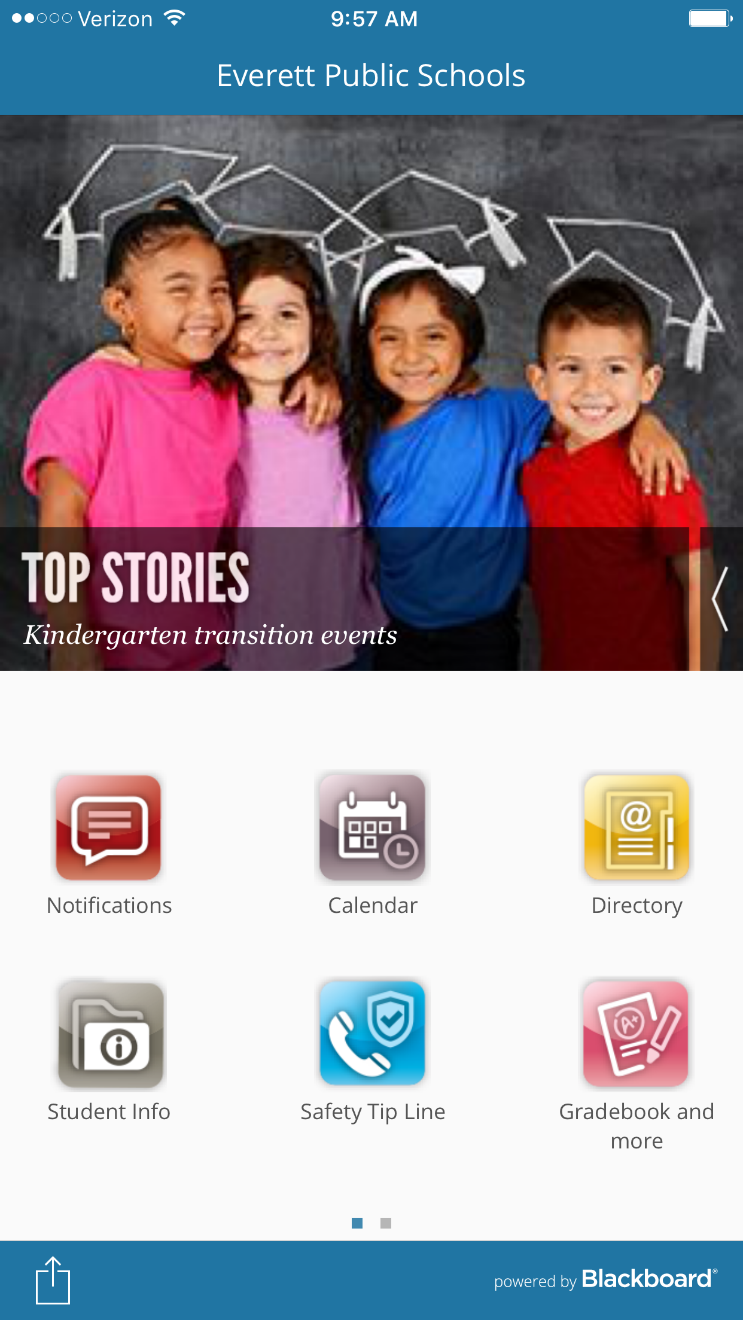 Verizon 9:57 AM
Everett Public Schools
TOP STORIES
Kindergarten transition events
@
Notifications Calendar Directory
A+
Student Info Safety Tip Line Gradebook and
more
powered by Blackboard®